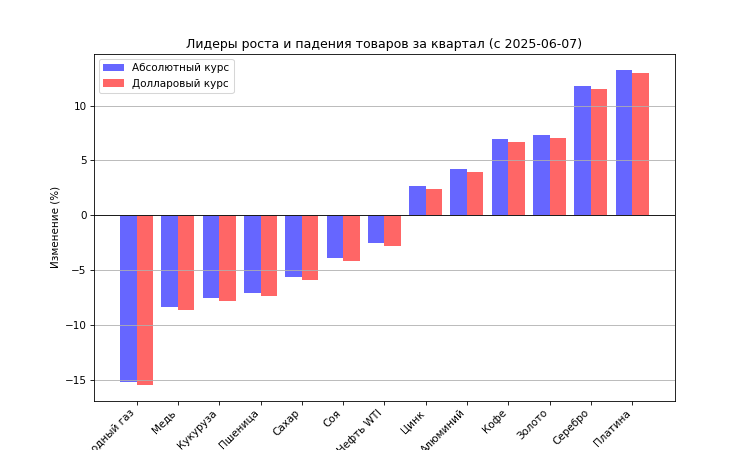 Лидеры роста и падения товаров за квартал (с 2025-06-07)
Абсолютный курс
Долларовый курс
Изменение (%)
10
5
0
−5
−10
−15
одный газ
Медь
Кукуруза
Пшеница
Сахар
Соя
Нефть WTI
Цинк
Алюминий
Кофе
Золото
Серебро
Платина